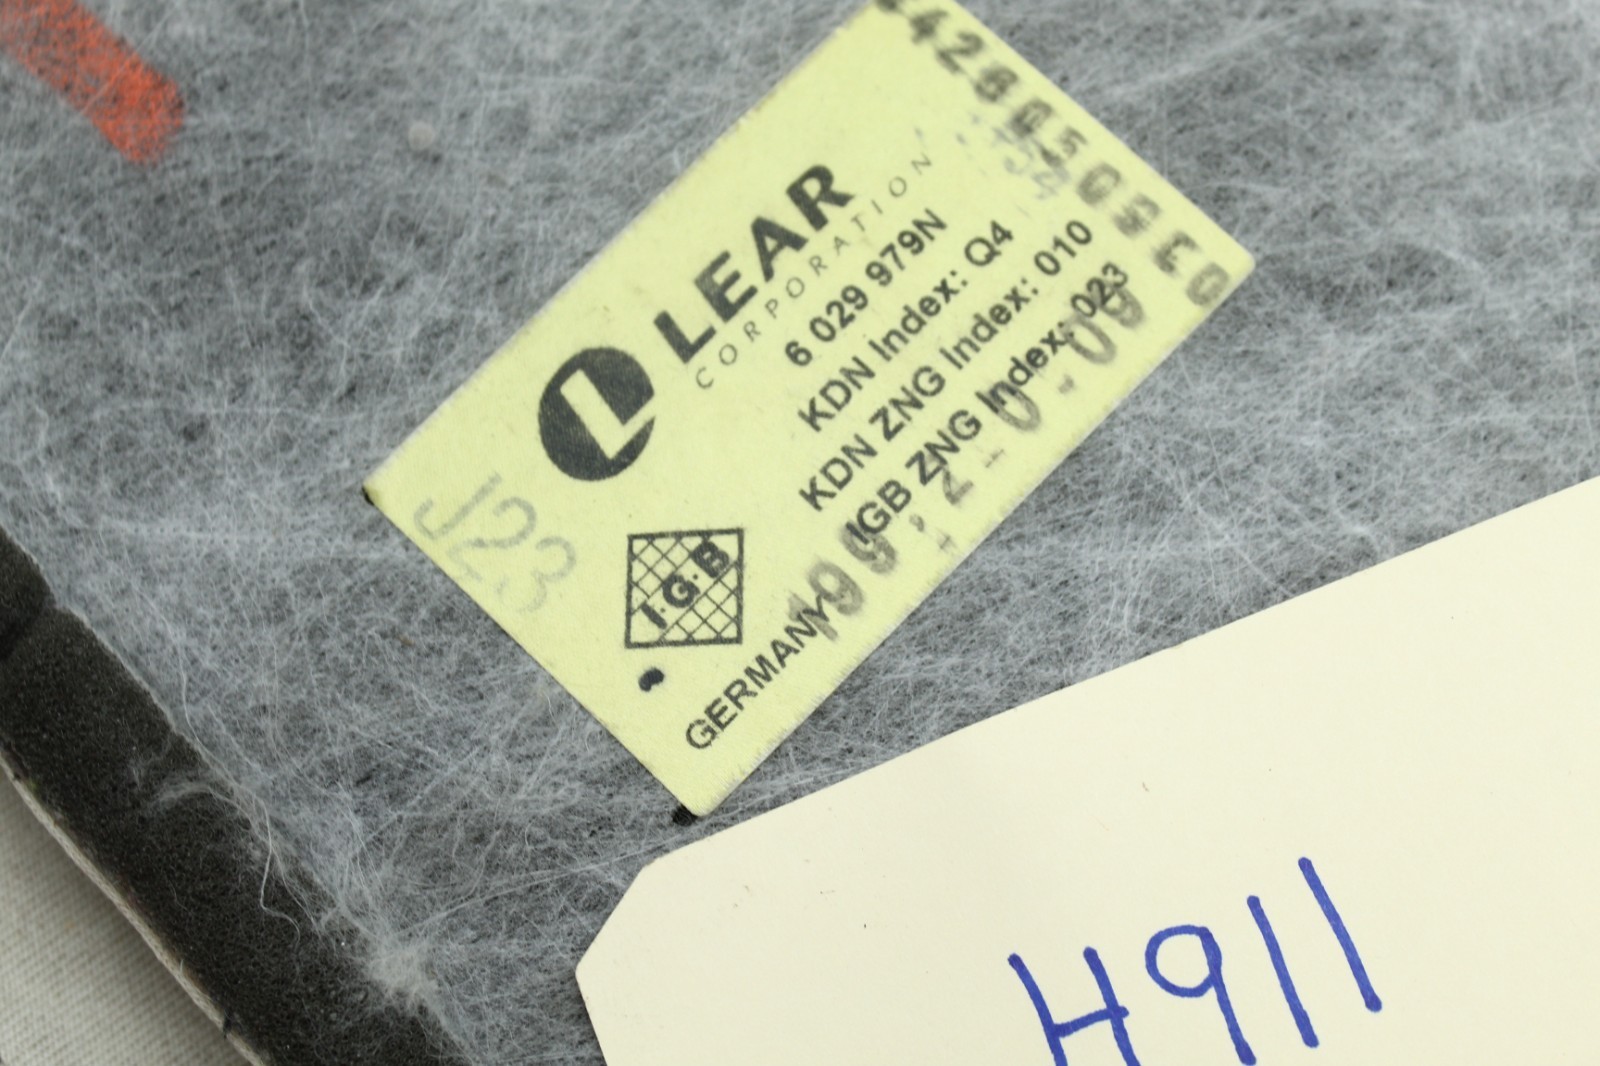 LEAR
CORPORATION
6 029 979N
KDN Index: Q4
KDN ZNG Index: 010
IGB ZNG Index: 023
J23
I·G·B
GERMANY
H911